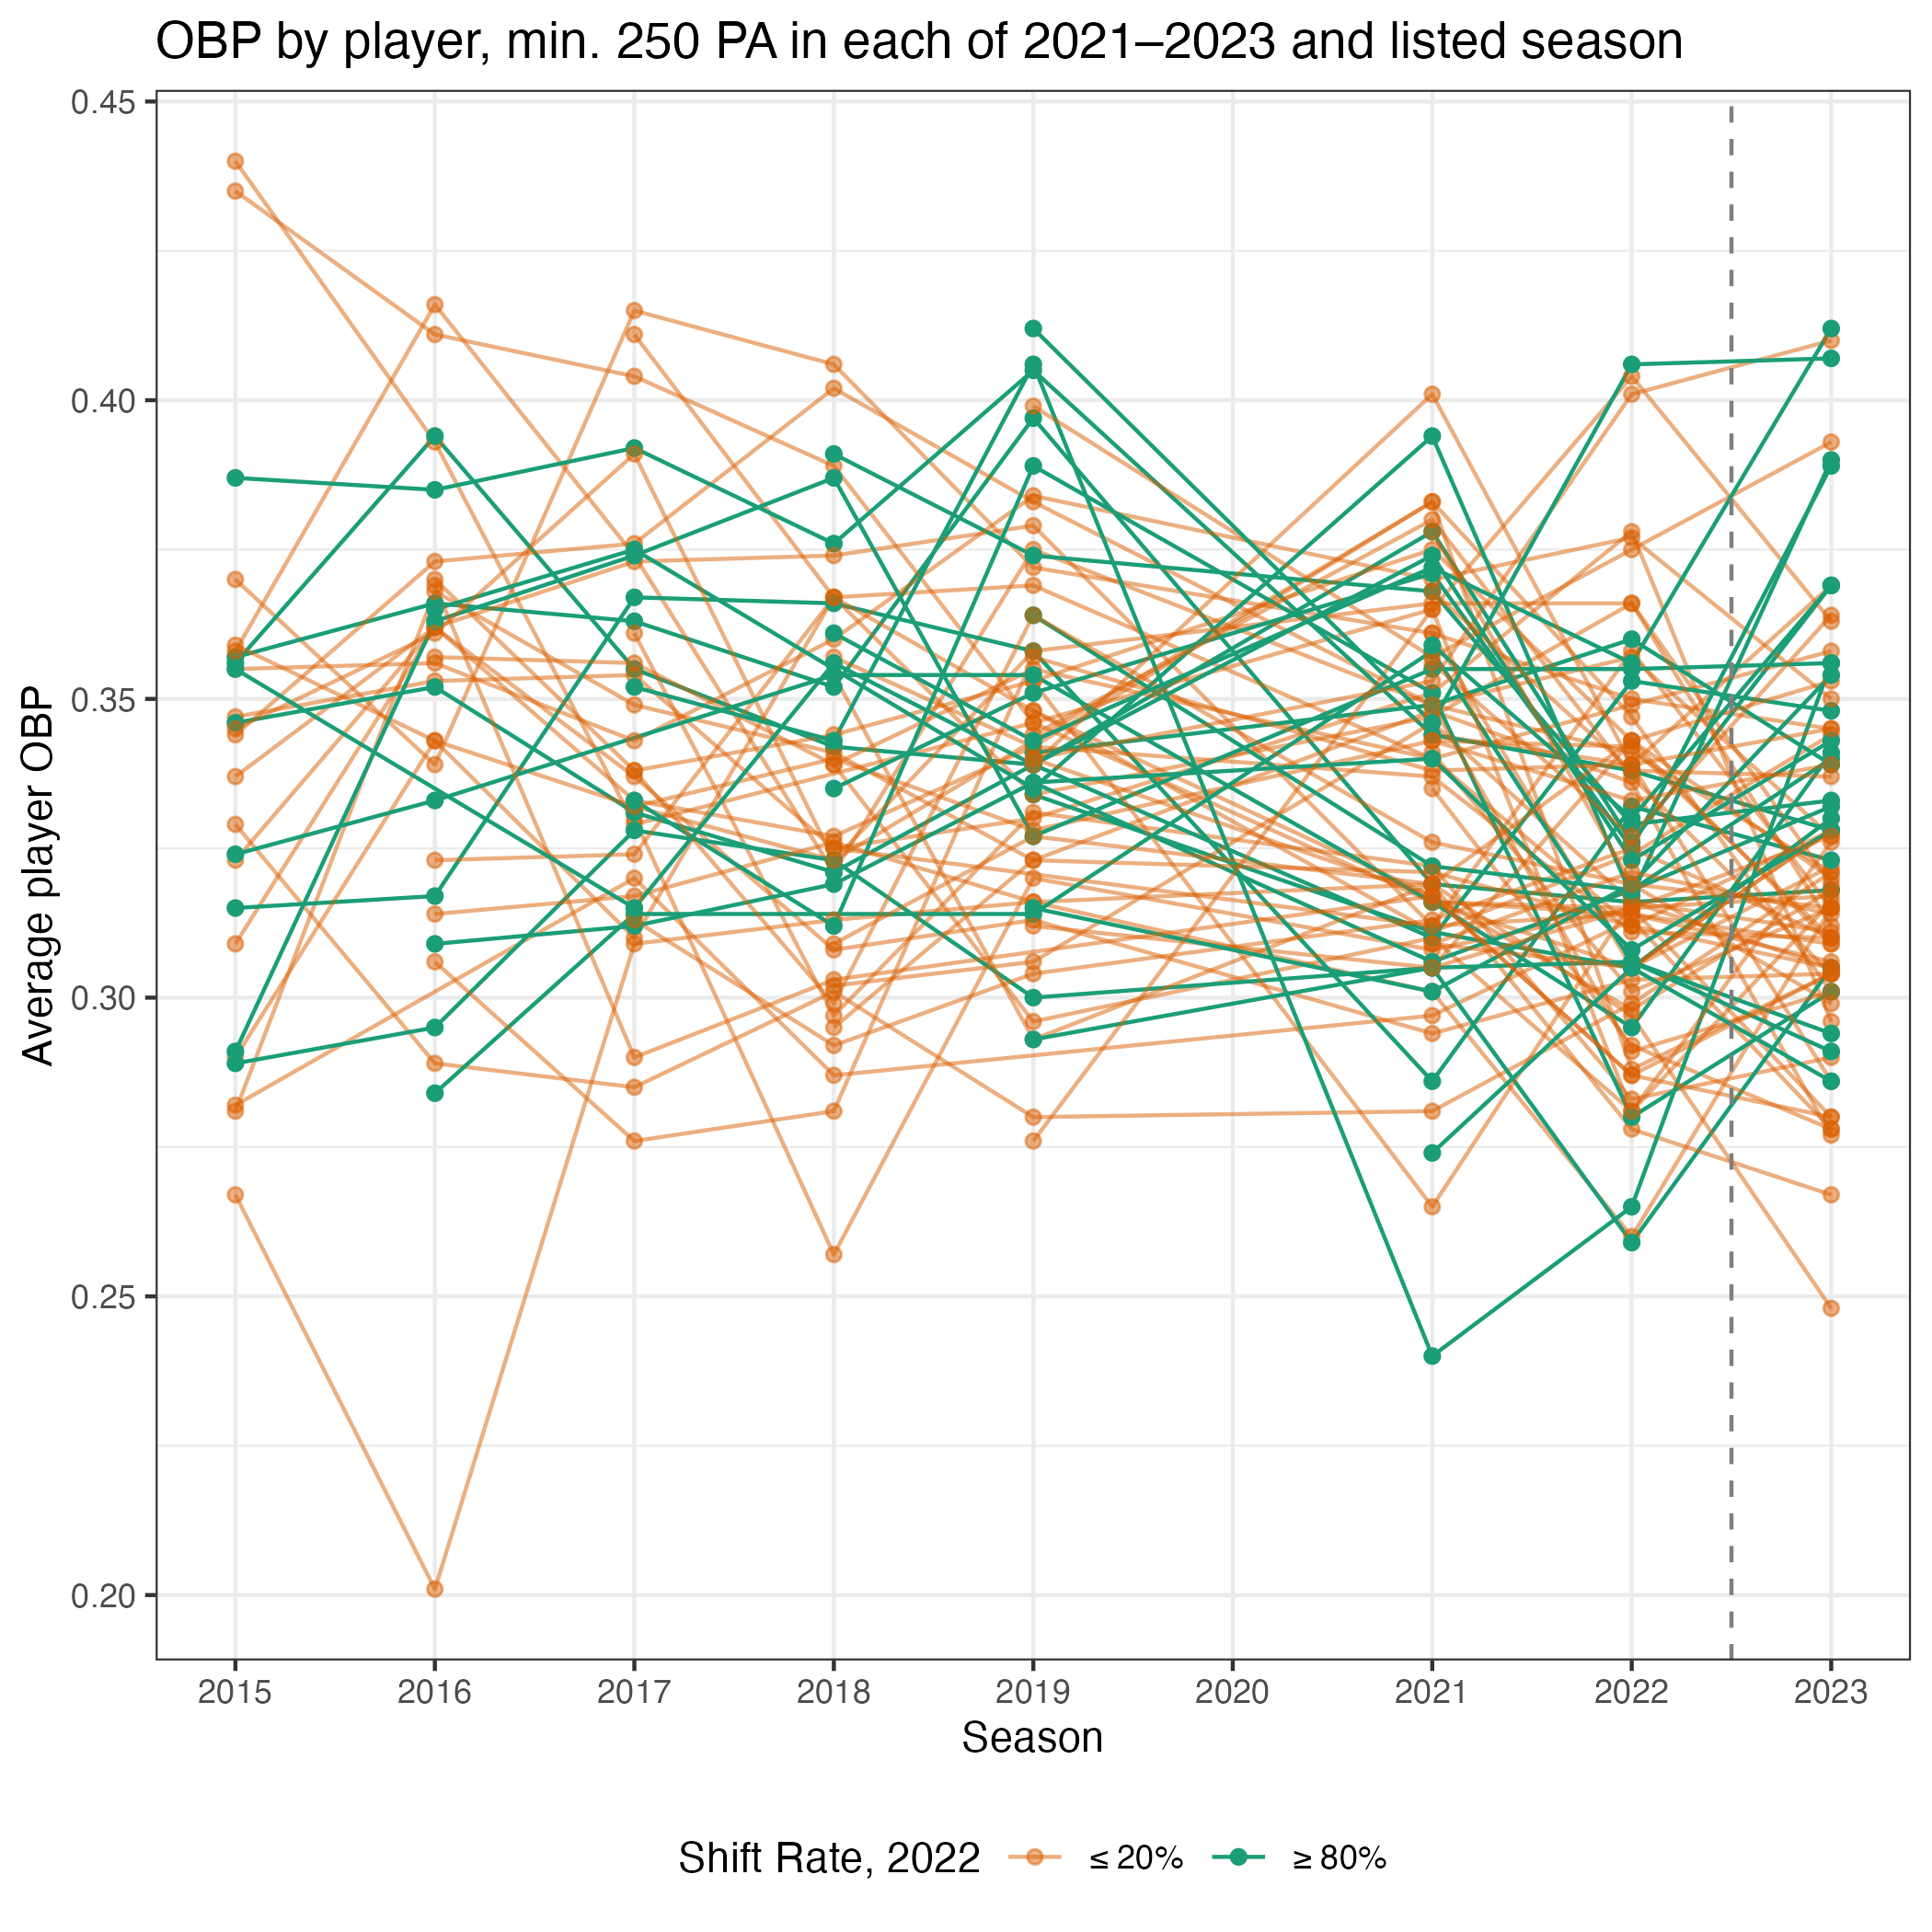 OBP by player, min. 250 PA in each of 2021–2023 and listed season
Average player OBP
0.45
0.40
0.35
0.30
0.25
0.20
2015 2016 2017 2018 2019 2020 2021 2022 2023
Season
Shift Rate, 2022 ≤ 20% ≥ 80%